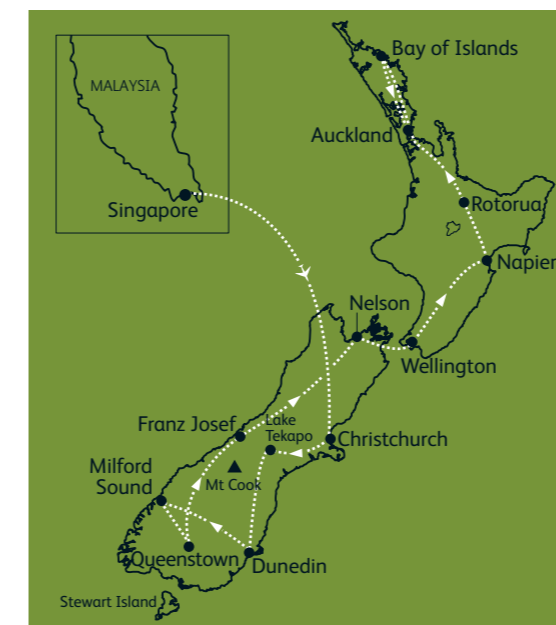 Bay of Islands
MALAYSIA
Auckland
Singapore
Rotorua
Napier
Nelson
Wellington
Franz Josef
Lake
Tekapo
Christchurch
Milford
Sound
Mt Cook
Queenstown
Dunedin
Stewart Island